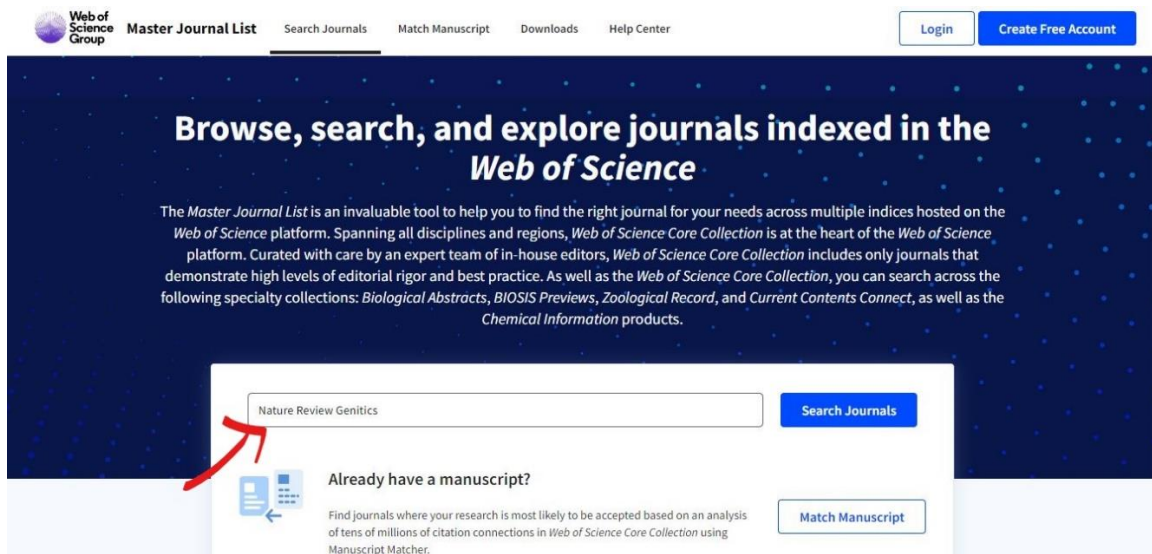 Web of
Science
Group
Master Journal List
Search Journals
Match Manuscript
Downloads
Help Center
Login
Create Free Account
Browse, search, and explore journals indexed in the
Web of Science
The Master Journal List is an invaluable tool to help you to find the right journal for your needs across multiple indices hosted on the
Web of Science platform. Spanning all disciplines and regions, Web of Science Core Collection is at the heart of the Web of Science
platform. Curated with care by an expert team of in-house editors, Web of Science Core Collection includes only journals that
demonstrate high levels of editorial rigor and best practice. As well as the Web of Science Core Collection, you can search across the
following specialty collections: Biological Abstracts, BIOSIS Previews, Zoological Record, and Current Contents Connect, as well as the
Chemical Information products.
Nature Review Genitics
Search Journals
Already have a manuscript?
Find journals where your research is most likely to be accepted based on an analysis
of tens of millions of citation connections in Web of Science Core Collection using
Manuscript Matcher.
Match Manuscript